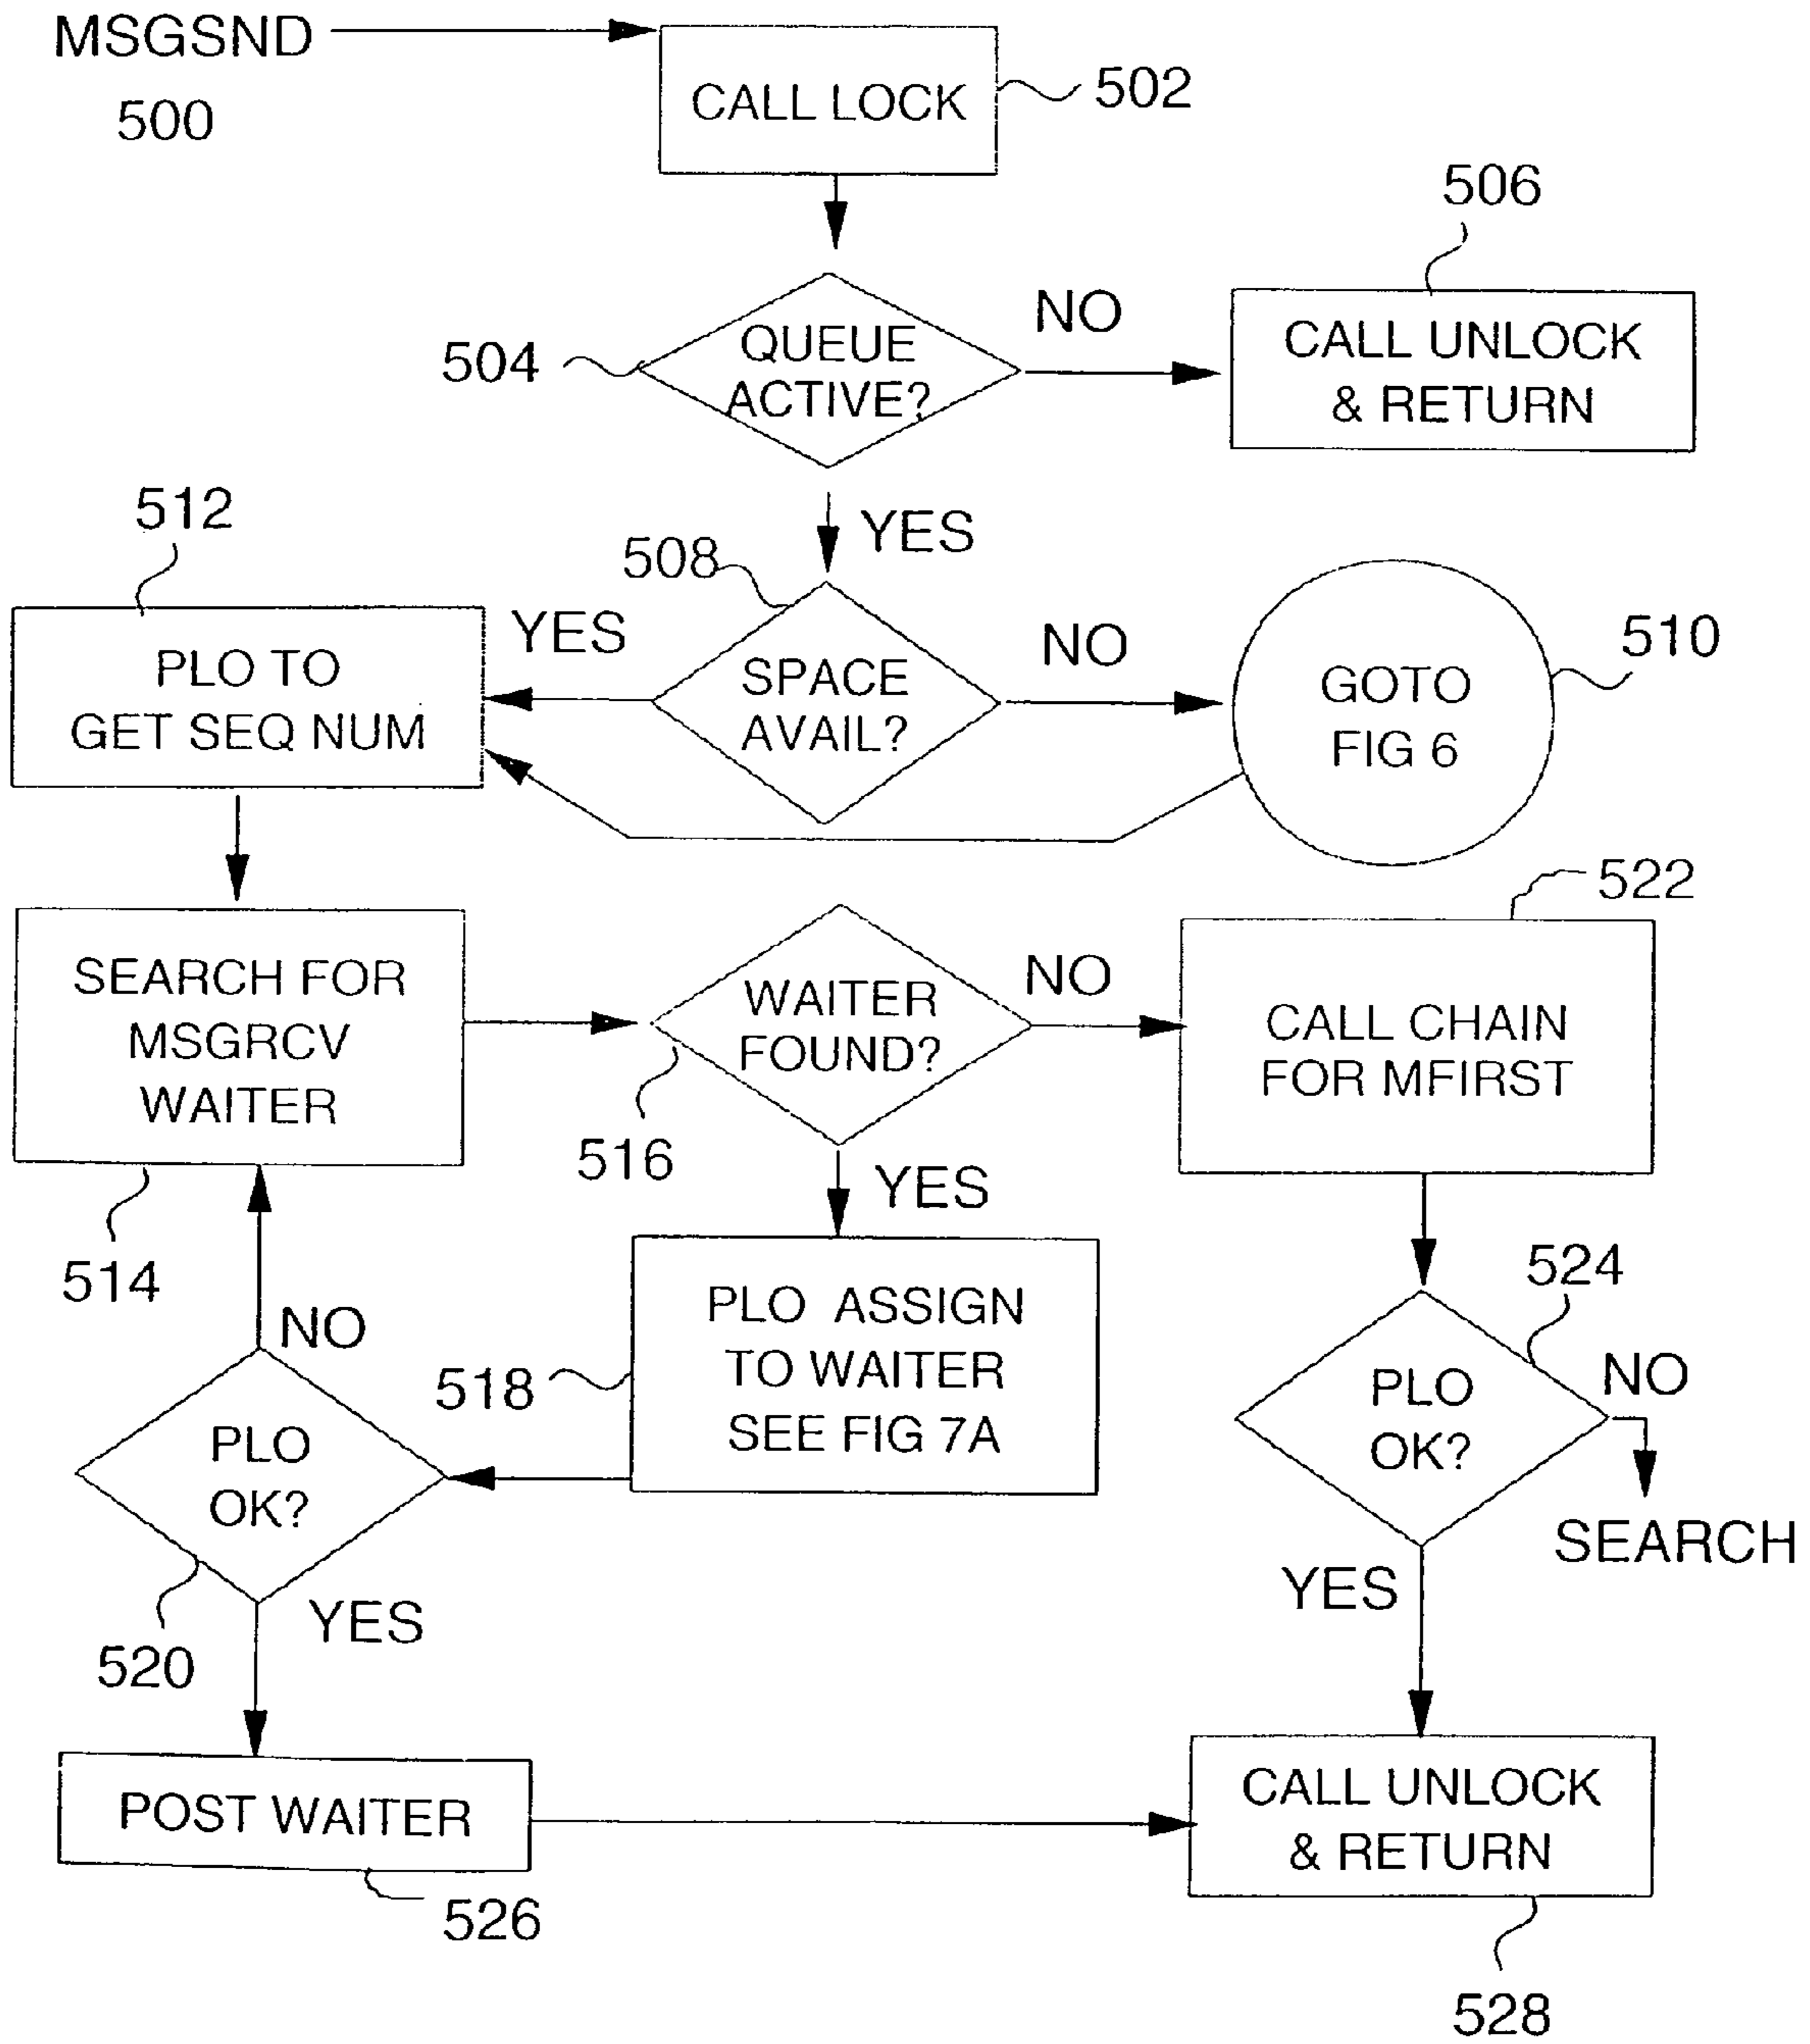 MSGSND
500
CALL LOCK
502
506
504
QUEUE
ACTIVE?
NO
CALL UNLOCK
& RETURN
512
508
YES
YES
NO
510
PLO TO
GET SEQ NUM
SPACE
AVAIL?
GOTO
FIG 6
522
SEARCH FOR
MSGRCV
WAITER
WAITER
FOUND?
NO
CALL CHAIN
FOR MFIRST
516
YES
514
NO
524
518
PLO ASSIGN
TO WAITER
SEE FIG 7A
PLO
OK?
NO
PLO
OK?
SEARCH
YES
YES
520
POST WAITER
CALL UNLOCK
& RETURN
526
528